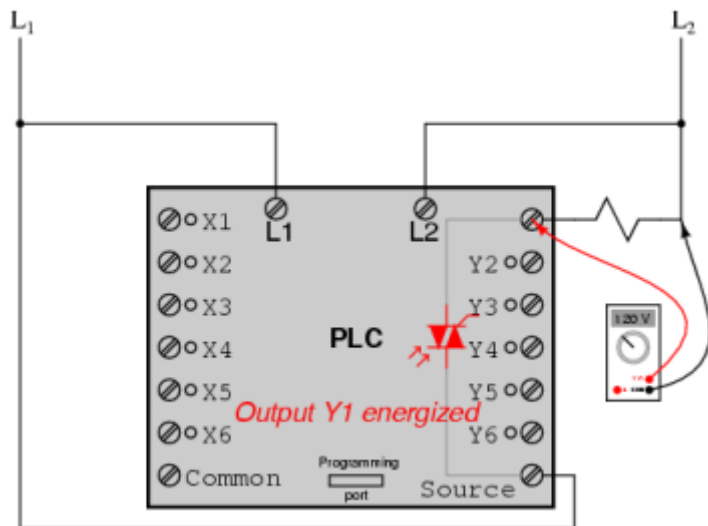 L1
L2
L1
L2
X1
X2
X3
X4
X5
X6
Common
PLC
Output Y1 energized
Programming
port
Y2
Y3
Y4
Y5
Y6
Source
120 V